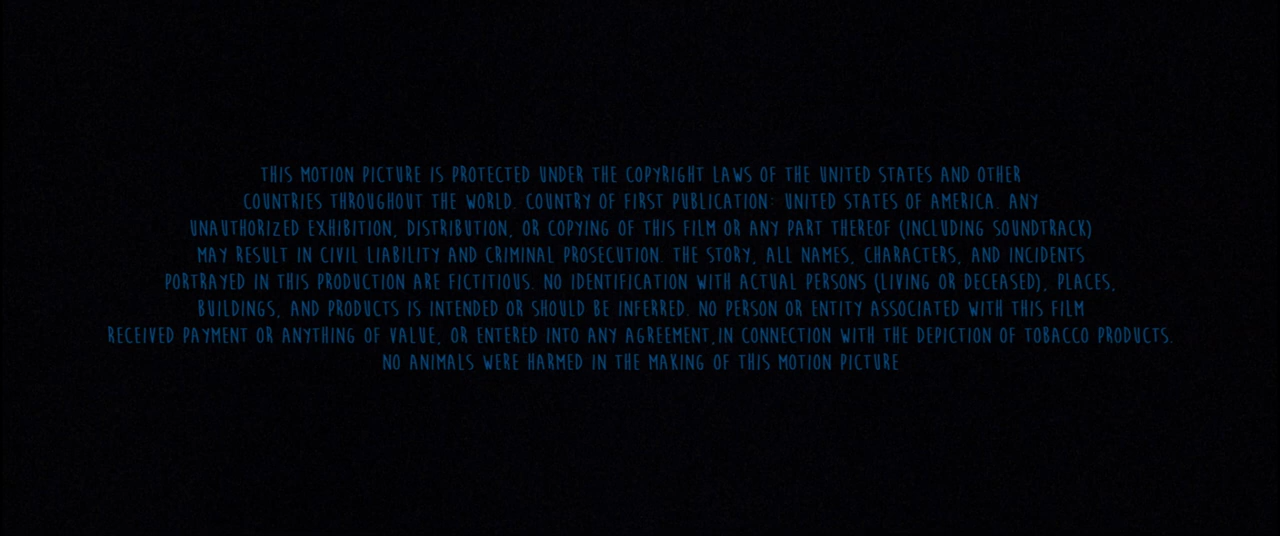 THIS MOTION PICTURE IS PROTECTED UNDER THE COPYRIGHT LAWS OF THE UNITED STATES AND OTHER
COUNTRIES THROUGHOUT THE WORLD. COUNTRY OF FIRST PUBLICATION: UNITED STATES OF AMERICA. ANY
UNAUTHORIZED EXHIBITION, DISTRIBUTION, OR COPYING OF THIS FILM OR ANY PART THEREOF (INCLUDING SOUNDTRACK)
MAY RESULT IN CIVIL LIABILITY AND CRIMINAL PROSECUTION. THE STORY, ALL NAMES, CHARACTERS, AND INCIDENTS
PORTRAYED IN THIS PRODUCTION ARE FICTITIOUS. NO IDENTIFICATION WITH ACTUAL PERSONS (LIVING OR DECEASED), PLACES,
BUILDINGS, AND PRODUCTS IS INTENDED OR SHOULD BE INFERRED. NO PERSON OR ENTITY ASSOCIATED WITH THIS FILM
RECEIVED PAYMENT OR ANYTHING OF VALUE, OR ENTERED INTO ANY AGREEMENT,IN CONNECTION WITH THE DEPICTION OF TOBACCO PRODUCTS.
NO ANIMALS WERE HARMED IN THE MAKING OF THIS MOTION PICTURE